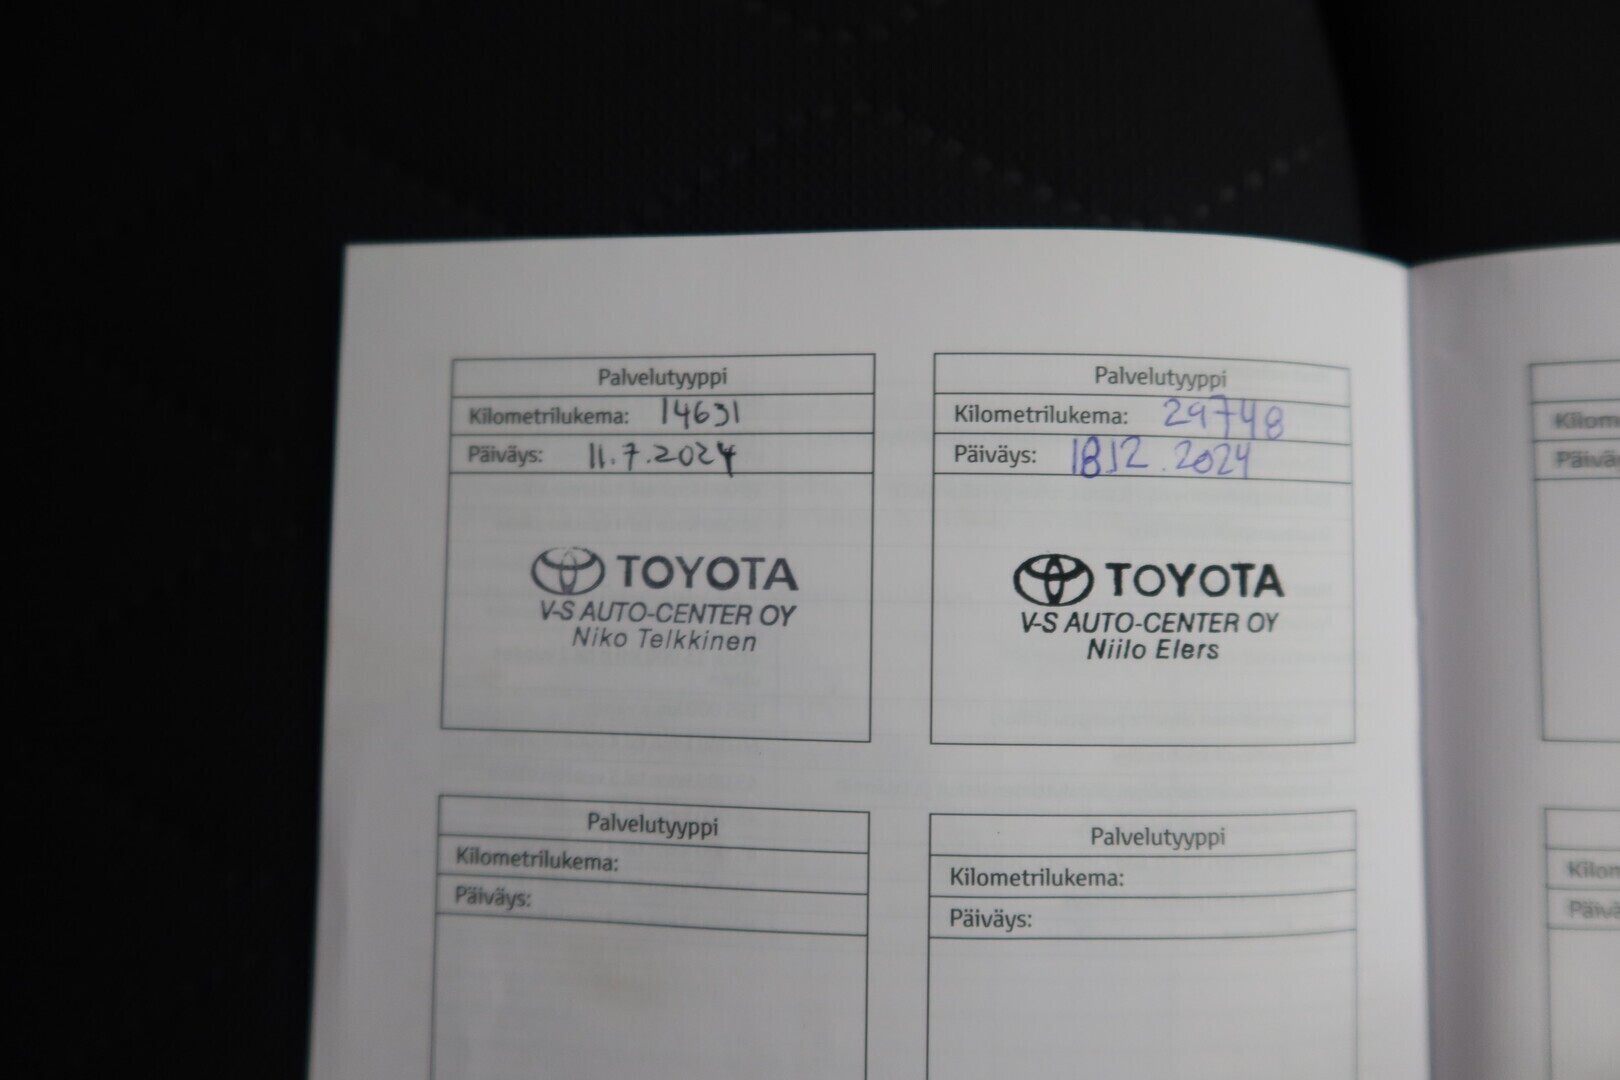 Palvelutyyppi
Kilometrilukema: 14631
Päiväys: 11.7.2024
TOYOTA
V-S AUTO-CENTER OY
Niko Telkkinen
Palvelutyyppi
Kilometrilukema: 29748
Päiväys: 18.12.2024
TOYOTA
V-S AUTO-CENTER OY
Niilo Elers
Palvelutyyppi
Kilometrilukema:
Päiväys:
Palvelutyyppi
Kilometrilukema:
Päiväys: